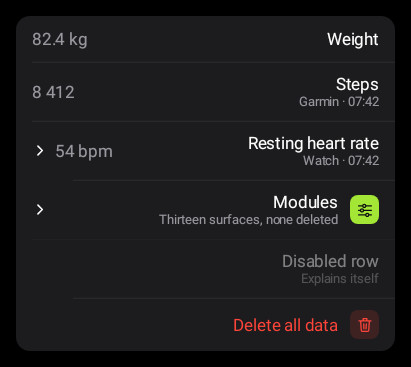 82.4 kg Weight
8 412 Steps
Garmin · 07:42
54 bpm Resting heart rate
Watch · 07:42
Modules
Thirteen surfaces, none deleted
Disabled row
Explains itself
Delete all data